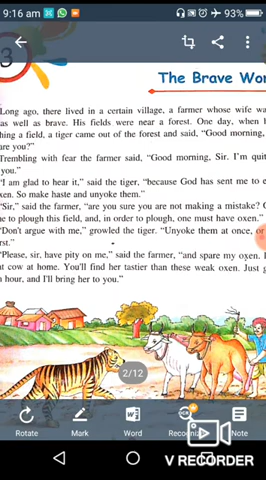 9:16 am
93%
3
The Brave Wo
Long ago, there lived in a certain village, a farmer whose wife wa
as well as brave. His fields were near a forest. One day, when h
hing a field, a tiger came out of the forest and said, "Good morning,
are you?"
Trembling with fear the farmer said, "Good morning, Sir. I'm quit
you."
"I am glad to hear it," said the tiger, "because God has sent me to e
oxen. So make haste and unyoke them."
"Sir," said the farmer, "are you sure you are not making a mistake? G
me to plough this field, and, in order to plough, one must have oxen."
"Don't argue with me," growled the tiger. "Unyoke them at once, or
rst."
"Please, sir, have pity on me," said the farmer, "and spare my oxen. I
at cow at home. You'll find her tastier than these weak oxen. Just g
n hour, and I'll bring her to you."
2/12
Rotate Mark Word Recogni Note
V RECORDER